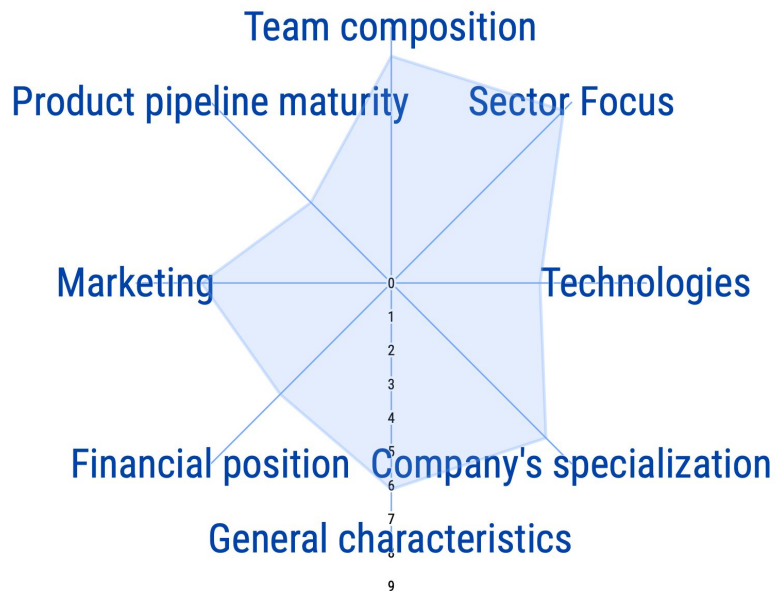 Team composition
Product pipeline maturity
Sector Focus
Marketing
0
Technologies
1
2
3
4
5
Financial position
Company's specialization
6
7
General characteristics
8
9